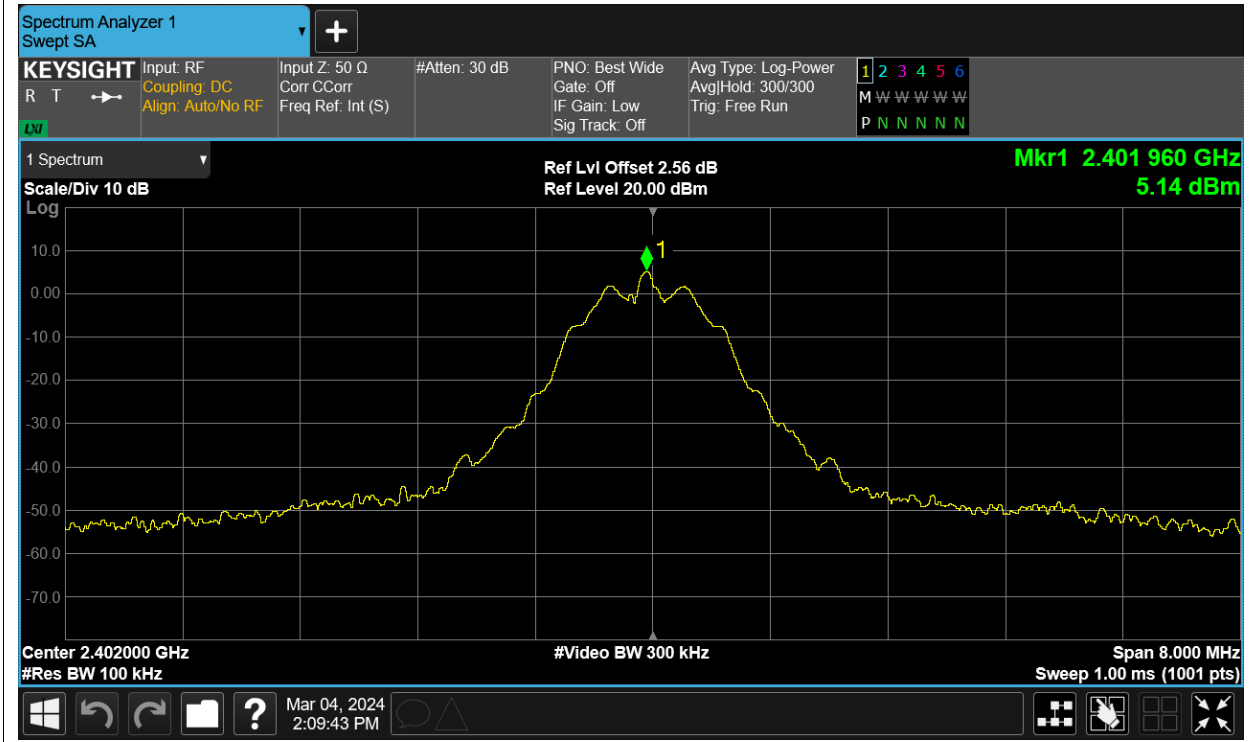 Spectrum Analyzer 1
Swept SA
KEYSIGHT
R T
LXI
Input: RF
Coupling: DC
Align: Auto/No RF
Input Z: 50 Ω
Corr CCorr
Freq Ref: Int (S)
#Atten: 30 dB
PNO: Best Wide
Gate: Off
IF Gain: Low
Sig Track: Off
Avg Type: Log-Power
Avg|Hold: 300/300
Trig: Free Run
1 2 3 4 5 6
M W W W W W
P N N N N N
1 Spectrum
Scale/Div 10 dB
Log
Ref Lvl Offset 2.56 dB
Ref Level 20.00 dBm
Mkr1 2.401 960 GHz
5.14 dBm
1
10.0
0.00
-10.0
-20.0
-30.0
-40.0
-50.0
-60.0
-70.0
Center 2.402000 GHz
#Res BW 100 kHz
#Video BW 300 kHz
Span 8.000 MHz
Sweep 1.00 ms (1001 pts)
?
Mar 04, 2024
2:09:43 PM